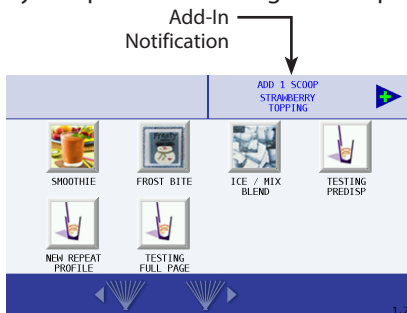 Add-In
Notification
ADD 1 SCOOP
STRAWBERRY
TOPPING
SMOOTHIE
FROST BITE
ICE / MIX
BLEND
TESTING
PREDISP
NEW REPEAT
PROFILE
TESTING
FULL PAGE